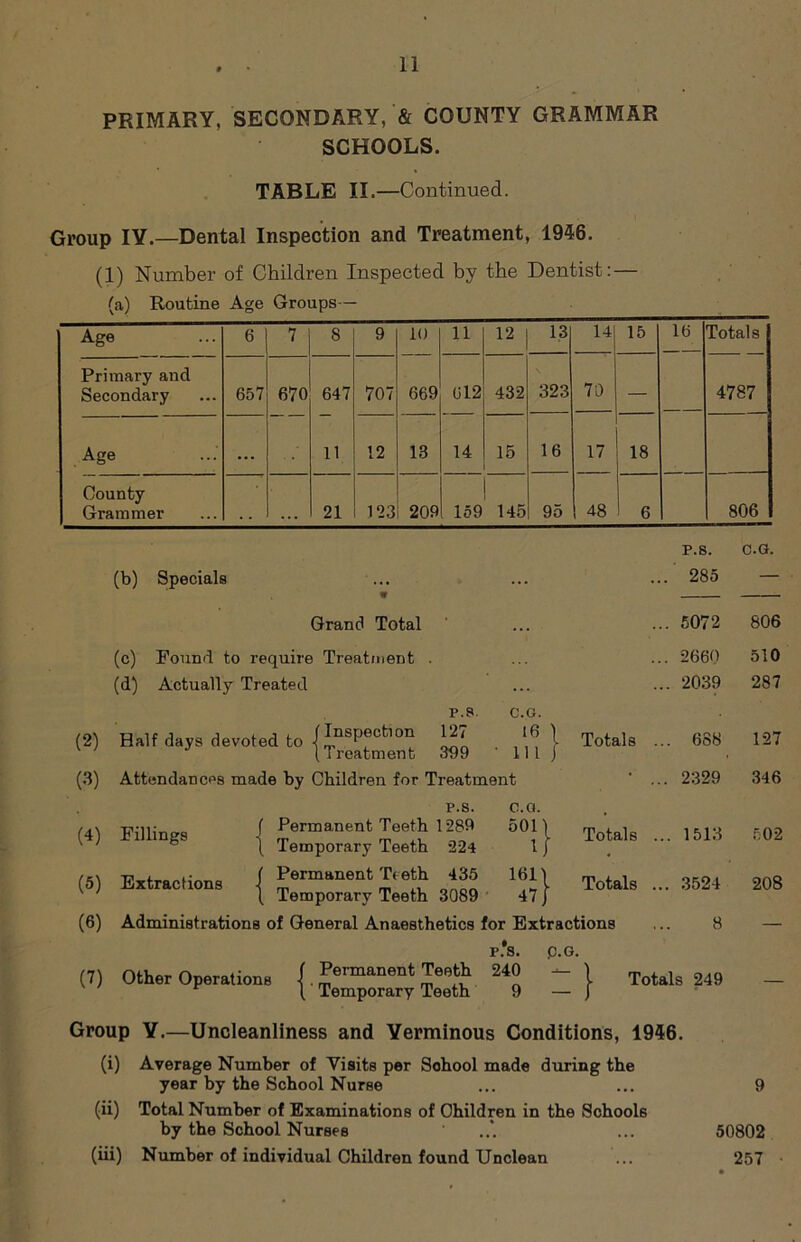 11
PRIMARY, SECONDARY, & COUNTY GRAMMAR
SCHOOLS.
TABLE II.—Continued.
Group IV.—Dental Inspection and Treatment, 1946.
(1) Number of Children Inspected by the Dentist:—
(a) Routine Age Groups—
Age ... 6 7 8 9 10 11 12 13 14 15 16 Totals
Primary and
Secondary ... 657 670 647 707 669 612 432 323 70 — 4787
Age ... ... 11 12 13 14 15 16 17 18
County
Grammer ... .. ... 21 123 209 159 145 95 48 6 806
P.S. C.G.
(b) Specials ... ... ... 285 —
Grand Total ... ... 5072 806
(c) Found to require Treatment . ... ... 2660 510
(d) Actually Treated ... ... 2039 287
P.S. C.G.
(2) Half days devoted to { Inspection 127 16 } Totals ... 688 127
{ Treatment 399 111 }
(3) Attendances made by Children for Treatment ... 2329 346
P.S. C.G.
(4) Fillings { Permanent Teeth 1289 501 } Totals ... 1513 502
{ Temporary Teeth 224 1 }
(5) Extractions { Permanent Teeth 435 161 } Totals ... 3524 208
{ Temporary Teeth 3089 47 }
(6) Administrations of General Anaesthetics for Extractions ... 8 —
P.S. C.G.
(7) Other Operations { Permanent Teeth 240 — } Totals 249 —
{ Temporary Teeth 9 — }
Group V.—Uncleanliness and Verminous Conditions, 1946.
(i) Average Number of Visits per School made during the
year by the School Nurse ... ... 9
(ii) Total Number of Examinations of Children in the Schools
by the School Nurses ... ... 50802
(iii) Number of individual Children found Unclean ... 257